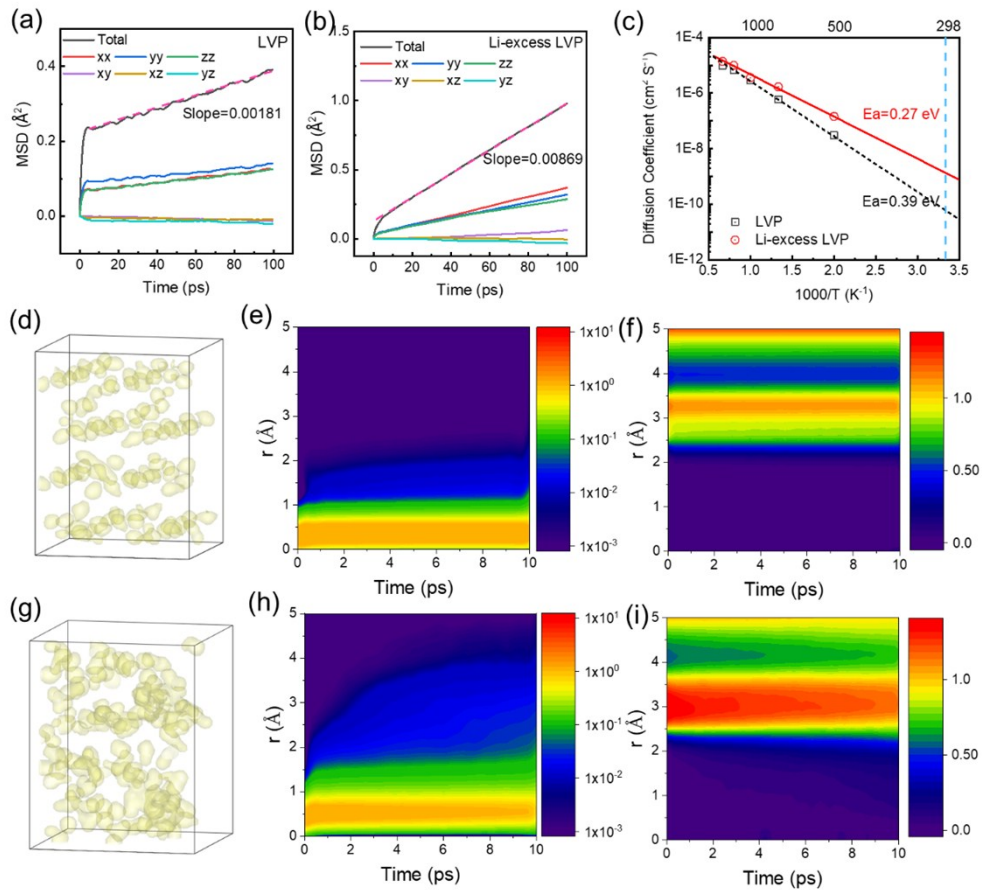 (a)
Total
LVP
xx yy zz
xy xz yz
Slope=0.00181
MSD (Å²)
0.4
0.2
0.0
0 20 40 60 80 100
Time (ps)
(b)
Total
Li-excess LVP
xx yy zz
xy xz yz
Slope=0.00869
MSD (Å²)
1.5
1.0
0.5
0.0
0 20 40 60 80 100
Time (ps)
(c)
1000 500 298
Diffusion Coefficient (cm² S⁻¹)
1E-4
1E-6
1E-8
1E-10
1E-12
Ea=0.27 eV
Ea=0.39 eV
LVP
Li-excess LVP
0.5 1.0 1.5 2.0 2.5 3.0 3.5
1000/T (K⁻¹)
(d)
(e)
r (Å)
5
4
3
2
1
0
0 2 4 6 8 10
Time (ps)
1x10¹
1x10⁰
1x10⁻¹
1x10⁻²
1x10⁻³
(f)
r (Å)
5
4
3
2
1
0
0 2 4 6 8 10
Time (ps)
1.0
0.50
0.0
(g)
(h)
r (Å)
5
4
3
2
1
0
0 2 4 6 8 10
Time (ps)
1x10¹
1x10⁰
1x10⁻¹
1x10⁻²
1x10⁻³
(i)
r (Å)
5
4
3
2
1
0
0 2 4 6 8 10
Time (ps)
1.0
0.50
0.0